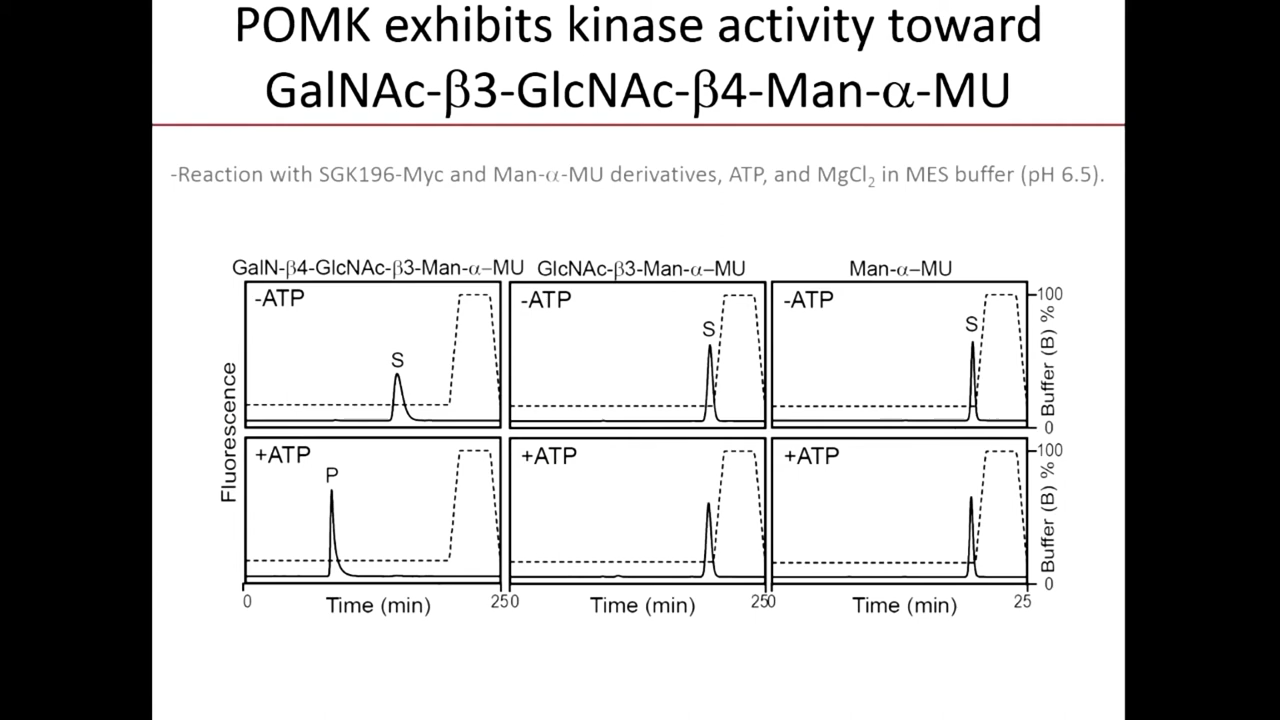 POMK exhibits kinase activity toward
GalNAc-β3-GlcNAc-β4-Man-α-MU
-Reaction with SGK196-Myc and Man-α-MU derivatives, ATP, and MgCl₂ in MES buffer (pH 6.5).
GalN-β4-GlcNAc-β3-Man-α–MU
GlcNAc-β3-Man-α–MU
Man-α–MU
-ATP
S
-ATP
S
-ATP
S
100
0
Buffer (B) %
Fluorescence
+ATP
P
+ATP
+ATP
100
0
Buffer (B) %
0
Time (min)
25
0
Time (min)
25
0
Time (min)
25